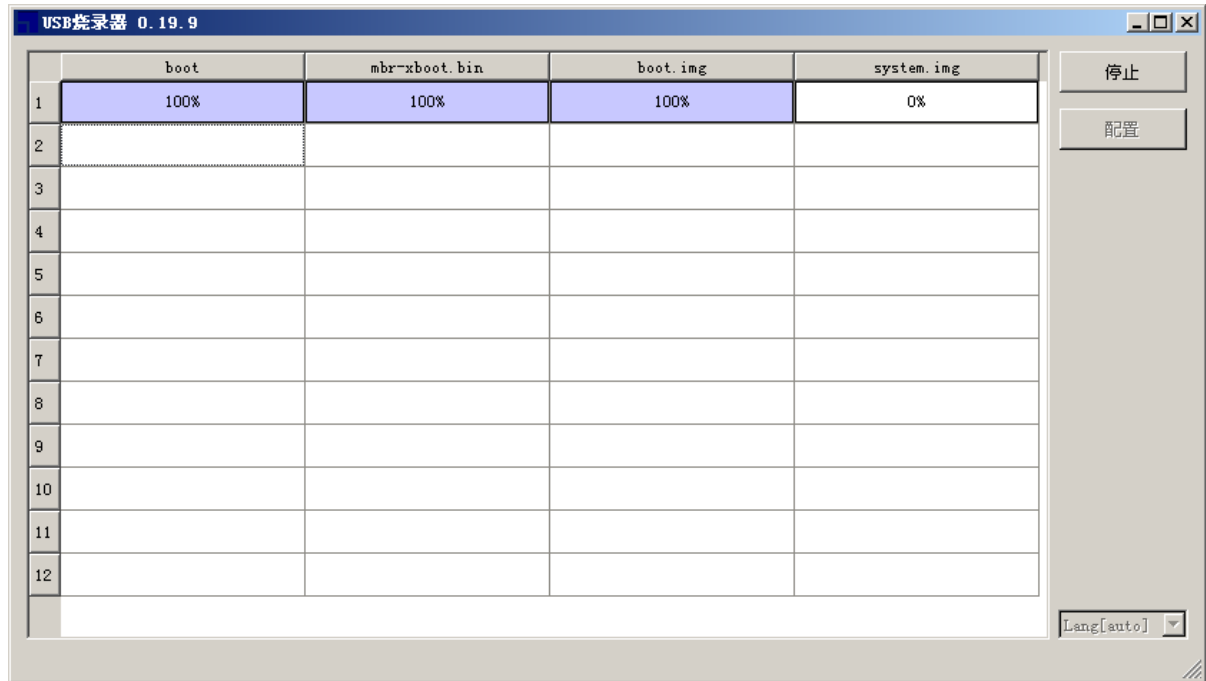 USB烧录器 0.19.9
boot mbr-xboot.bin boot.img system.img
停止
1 100% 100% 100% 0%
配置
2
3
4
5
6
7
8
9
10
11
12
Lang[auto]